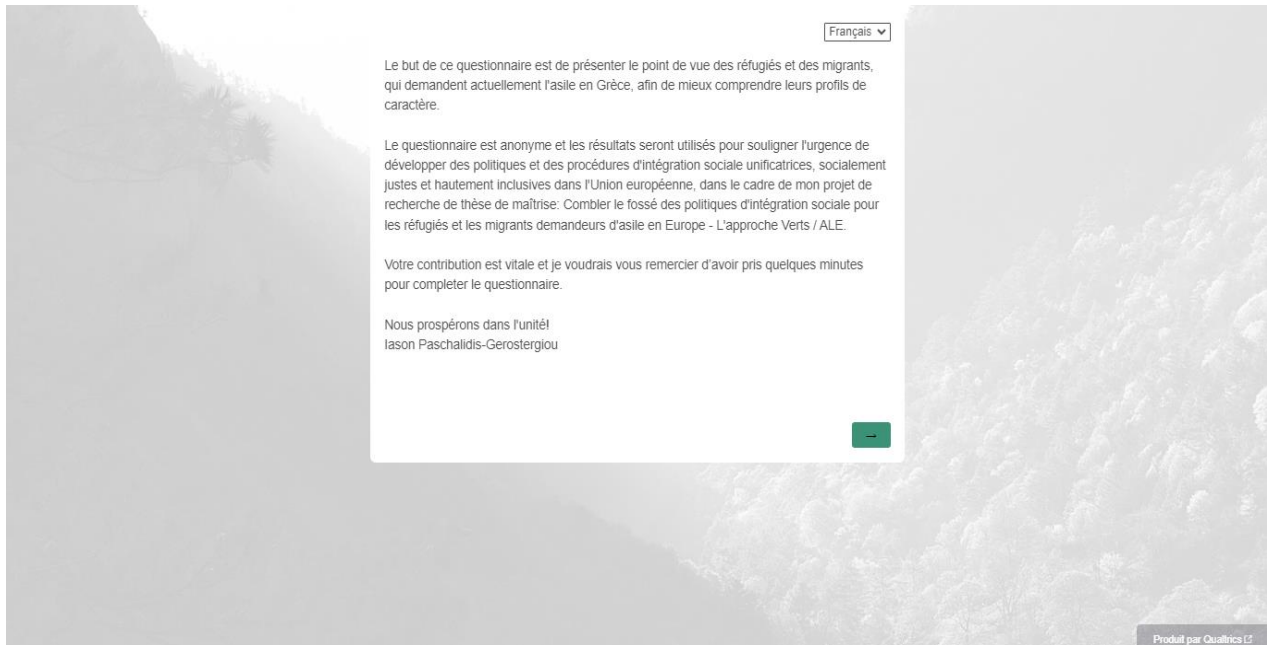 Français
Le but de ce questionnaire est de présenter le point de vue des réfugiés et des migrants,
qui demandent actuellement l'asile en Grèce, afin de mieux comprendre leurs profils de
caractère.
Le questionnaire est anonyme et les résultats seront utilisés pour souligner l'urgence de
développer des politiques et des procédures d'intégration sociale unificatrices, socialement
justes et hautement inclusives dans l'Union européenne, dans le cadre de mon projet de
recherche de thèse de maîtrise: Combler le fossé des politiques d'intégration sociale pour
les réfugiés et les migrants demandeurs d'asile en Europe - L'approche Verts / ALE.
Votre contribution est vitale et je voudrais vous remercier d'avoir pris quelques minutes
pour completer le questionnaire.
Nous prospérons dans l'unité!
Iason Paschalidis-Gerostergiou
→
Produit par Qualtrics